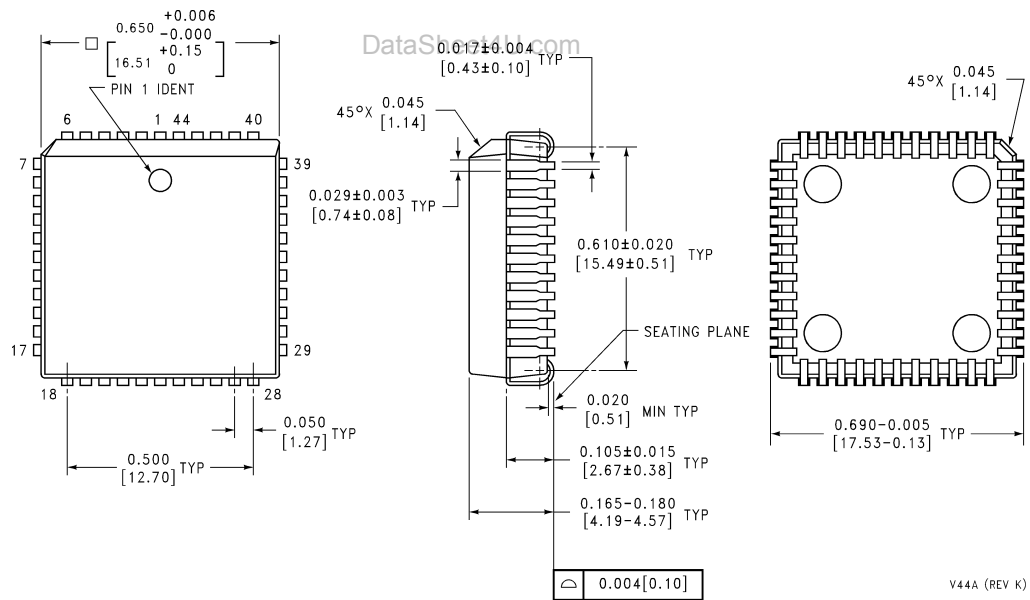 DataSheet4U.com
0.650 +0.006 -0.000
[16.51 +0.15 0]
PIN 1 IDENT
6 1 44 40
7 39
17 29
18 28
0.050 [1.27] TYP
0.500 [12.70] TYP
0.017±0.004 [0.43±0.10] TYP
45°X 0.045 [1.14]
0.029±0.003 [0.74±0.08] TYP
0.610±0.020 [15.49±0.51] TYP
SEATING PLANE
0.020 [0.51] MIN TYP
0.105±0.015 [2.67±0.38] TYP
0.165-0.180 [4.19-4.57] TYP
0.004[0.10]
45°X 0.045 [1.14]
0.690-0.005 [17.53-0.13] TYP
V44A (REV K)